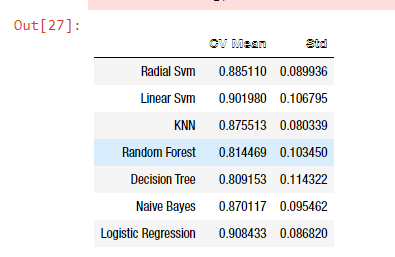 Out[27]:
CV Mean Std
Radial Svm 0.885110 0.089936
Linear Svm 0.901980 0.106795
KNN 0.875513 0.080339
Random Forest 0.814469 0.103450
Decision Tree 0.809153 0.114322
Naive Bayes 0.870117 0.095462
Logistic Regression 0.908433 0.086820